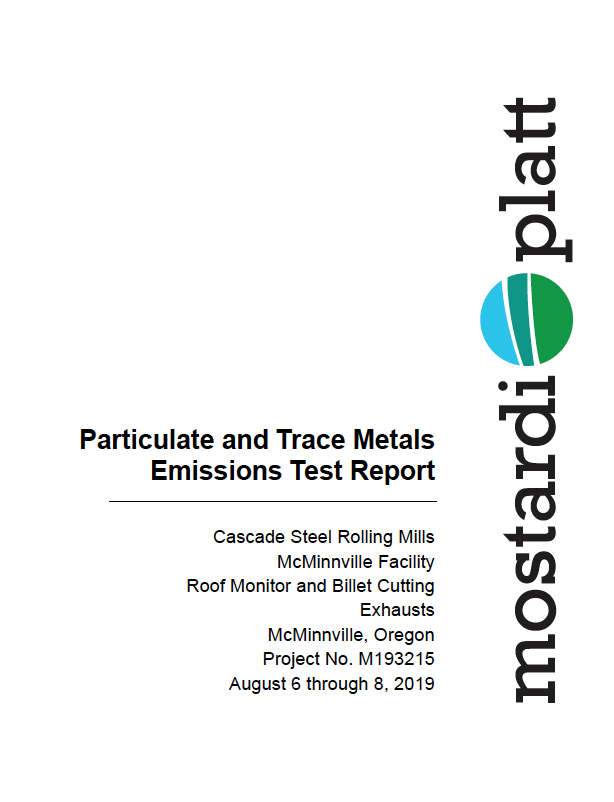 Particulate and Trace Metals
Emissions Test Report
Cascade Steel Rolling Mills
McMinnville Facility
Roof Monitor and Billet Cutting
Exhausts
McMinnville, Oregon
Project No. M193215
August 6 through 8, 2019
mostardi platt